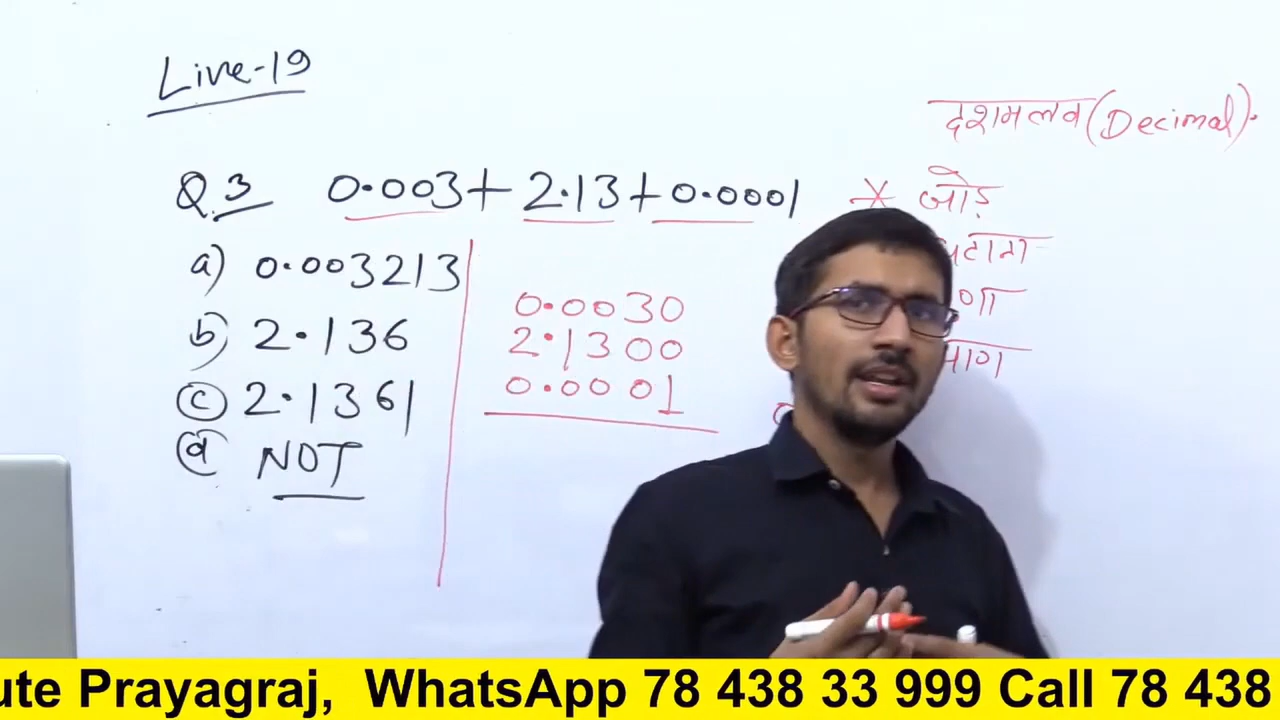 Live-19
दशमलव (Decimal).
Q.3 0.003 + 2.13 + 0.0001
* जोड़
a) 0.003213
b) 2.136
c) 2.1361
d) NOT
0.0030
2.1300
0.0001
ute Prayagraj, WhatsApp 78 438 33 999 Call 78 438